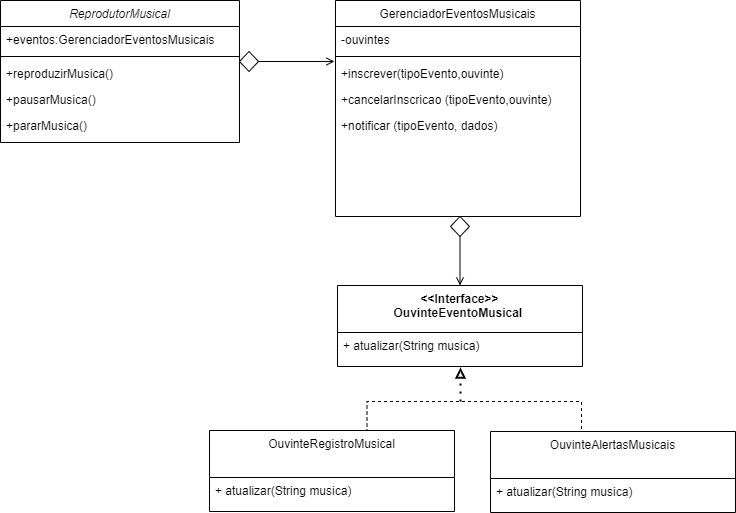 ReprodutorMusical
+eventos:GerenciadorEventosMusicais
+reproduzirMusica()
+pausarMusica()
+pararMusica()
GerenciadorEventosMusicais
-ouvintes
+inscrever(tipoEvento,ouvinte)
+cancelarInscricao (tipoEvento,ouvinte)
+notificar (tipoEvento, dados)
<<Interface>>
OuvinteEventoMusical
+ atualizar(String musica)
OuvinteRegistroMusical
+ atualizar(String musica)
OuvinteAlertasMusicais
+ atualizar(String musica)